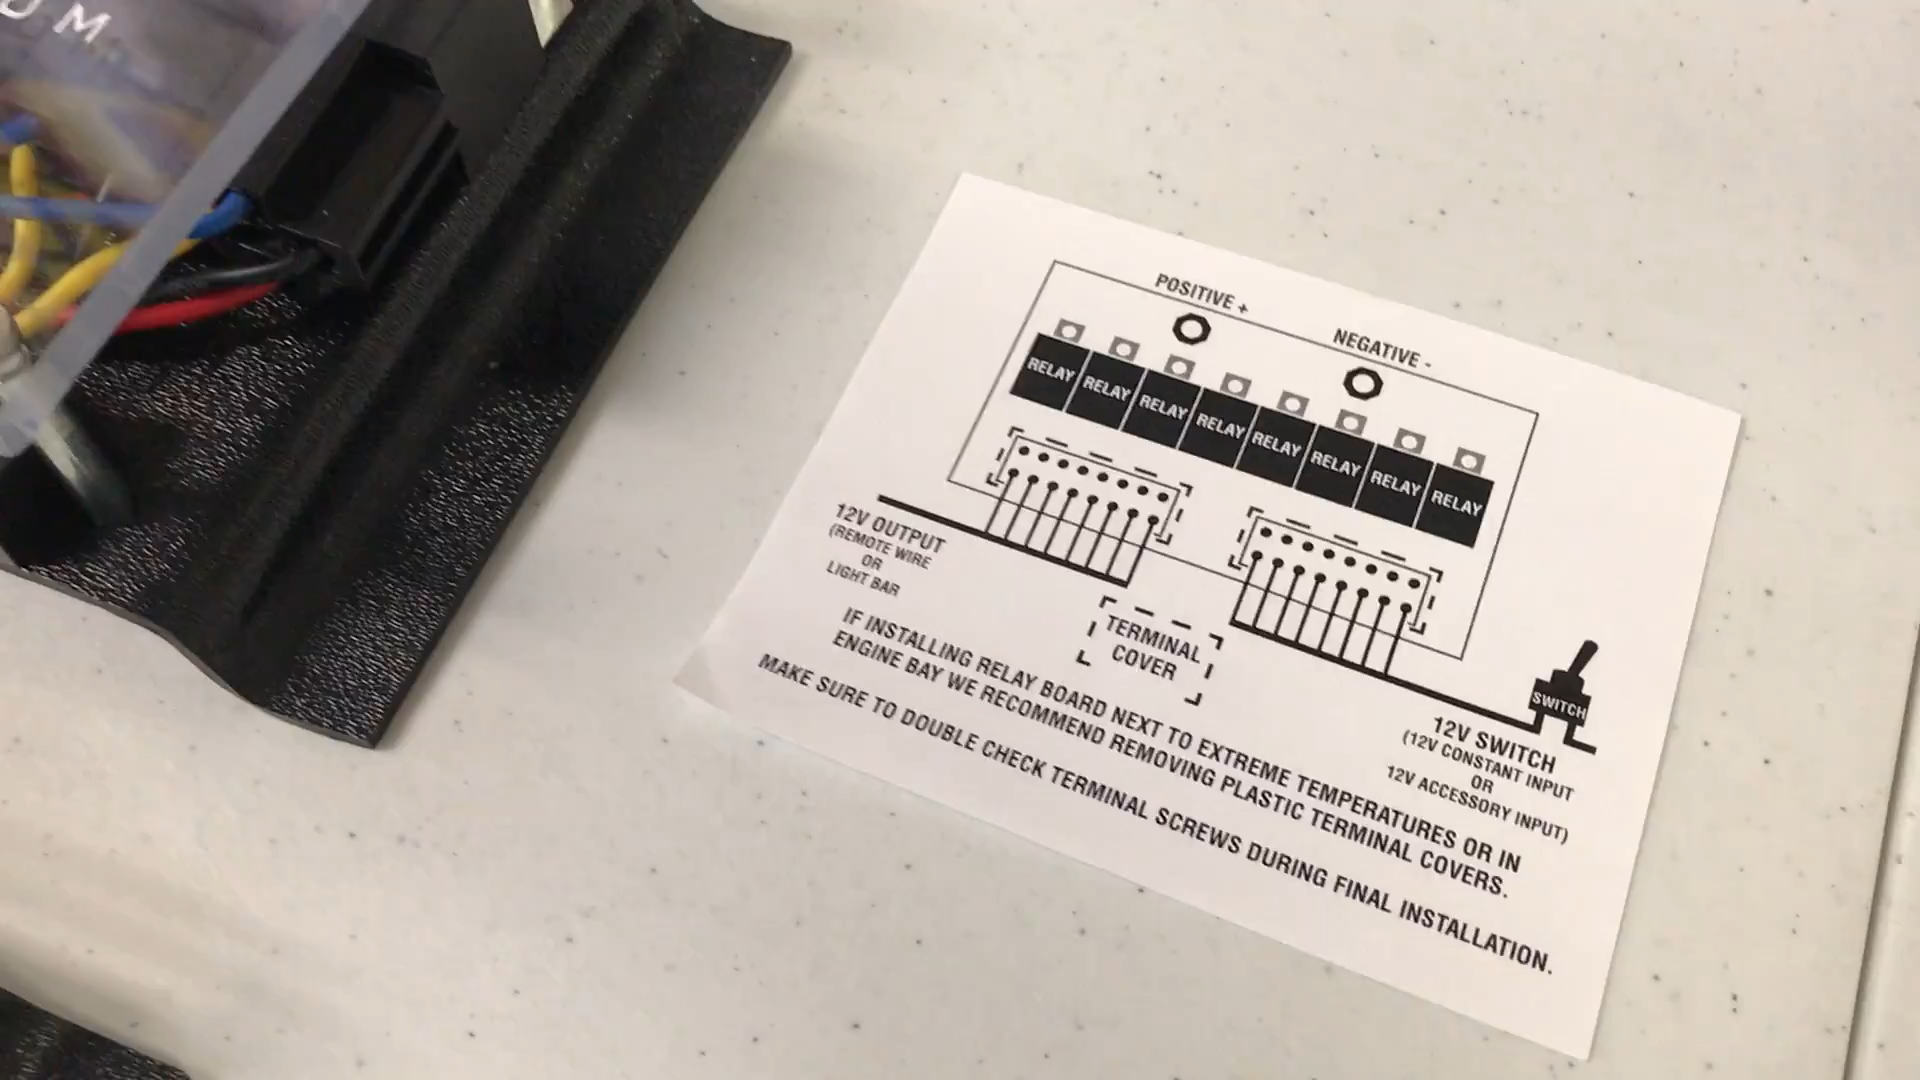 UM
POSITIVE +
NEGATIVE -
RELAY RELAY RELAY RELAY RELAY RELAY RELAY RELAY
12V OUTPUT
(REMOTE WIRE
OR
LIGHT BAR
TERMINAL
COVER
SWITCH
12V SWITCH
(12V CONSTANT INPUT
OR
12V ACCESSORY INPUT)
IF INSTALLING RELAY BOARD NEXT TO EXTREME TEMPERATURES OR IN
ENGINE BAY WE RECOMMEND REMOVING PLASTIC TERMINAL COVERS.
MAKE SURE TO DOUBLE CHECK TERMINAL SCREWS DURING FINAL INSTALLATION.